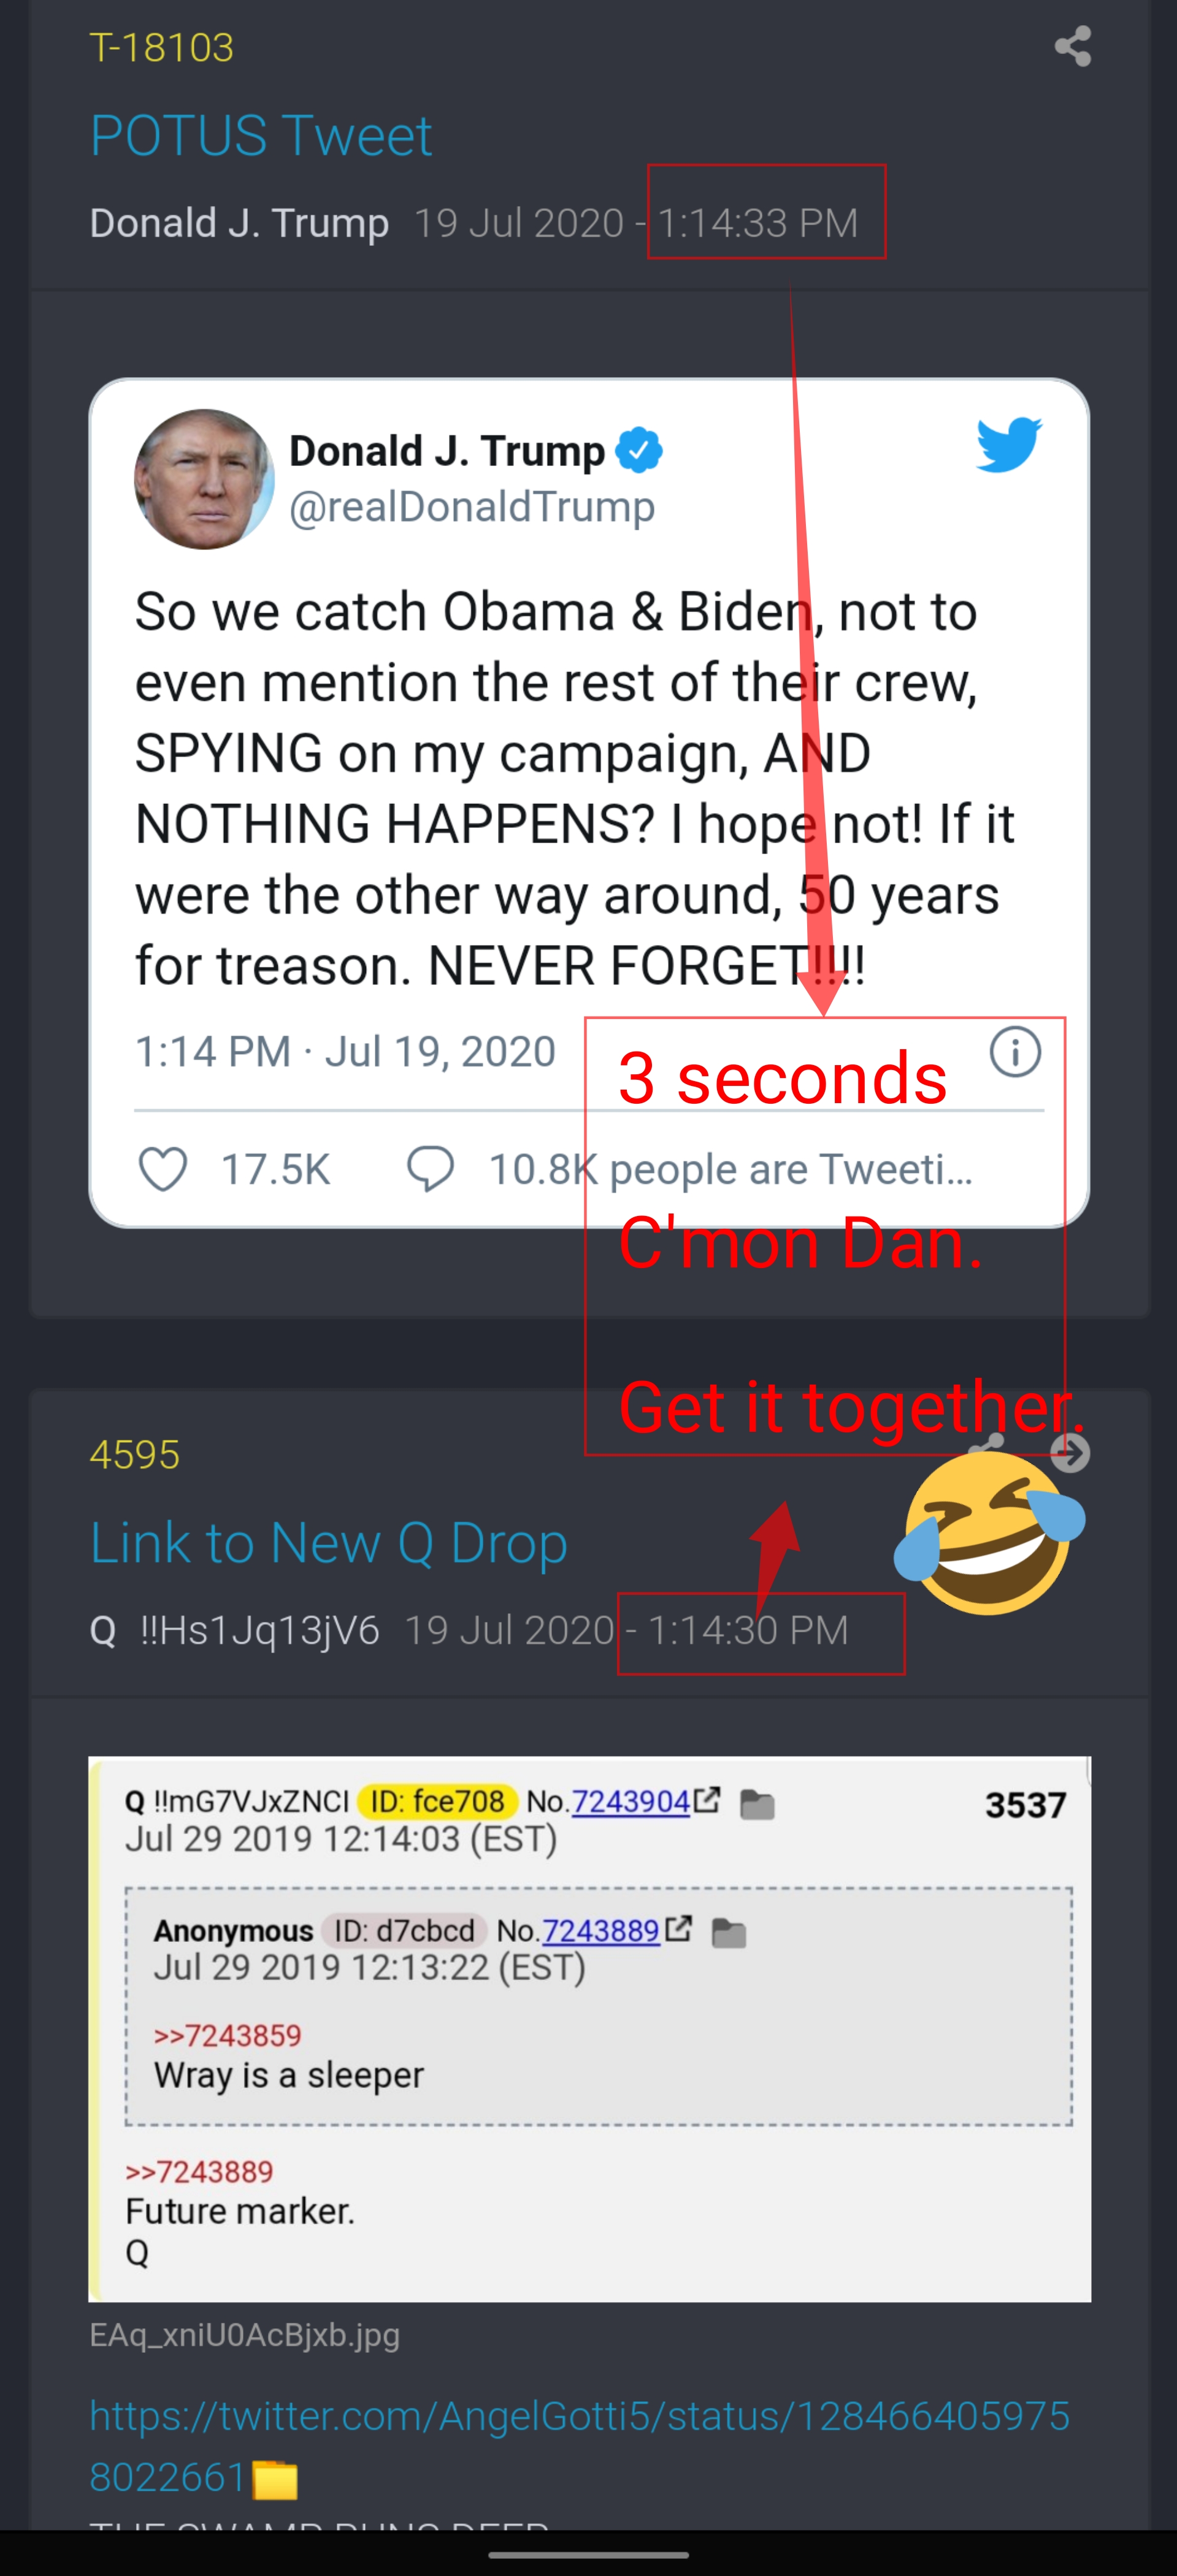 T-18103
POTUS Tweet
Donald J. Trump 19 Jul 2020 - 1:14:33 PM
Donald J. Trump
@realDonaldTrump
So we catch Obama & Biden, not to
even mention the rest of their crew,
SPYING on my campaign, AND
NOTHING HAPPENS? I hope not! If it
were the other way around, 50 years
for treason. NEVER FORGET!!!!
1:14 PM · Jul 19, 2020
3 seconds
17.5K 10.8K people are Tweeti...
C'mon Dan.
Get it together.
4595
Link to New Q Drop
Q !!Hs1Jq13jV6 19 Jul 2020 - 1:14:30 PM
Q !!mG7VJxZNCI ID: fce708 No.7243904 3537
Jul 29 2019 12:14:03 (EST)
Anonymous ID: d7cbcd No.7243889
Jul 29 2019 12:13:22 (EST)
>>7243859
Wray is a sleeper
>>7243889
Future marker.
Q
EAq_xniU0AcBjxb.jpg
https://twitter.com/AngelGotti5/status/128466405975
8022661
THE SWAMP RUNS DEEP